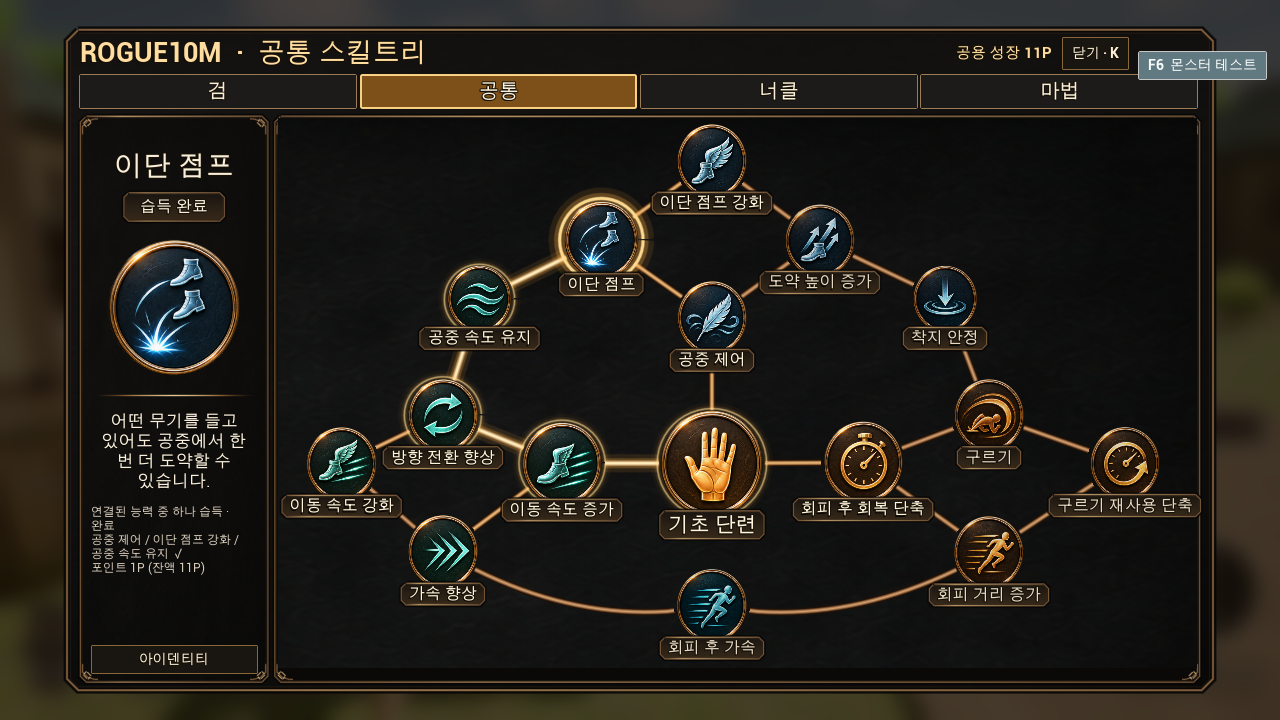 ROGUE10M · 공통 스킬트리
공용 성장 11P
닫기 · K
F6 몬스터 테스트
검
공통
너클
마법
이단 점프
습득 완료
어떤 무기를 들고
있어도 공중에서 한
번 더 도약할 수
있습니다.
연결된 능력 중 하나 습득 ·
완료
공중 제어 / 이단 점프 강화 /
공중 속도 유지 √
포인트 1P (잔액 11P)
아이덴티티
이단 점프 강화
이단 점프
도약 높이 증가
공중 속도 유지
공중 제어
착지 안정
방향 전환 향상
구르기
이동 속도 강화
이동 속도 증가
기초 단련
회피 후 회복 단축
구르기 재사용 단축
가속 향상
회피 거리 증가
회피 후 가속